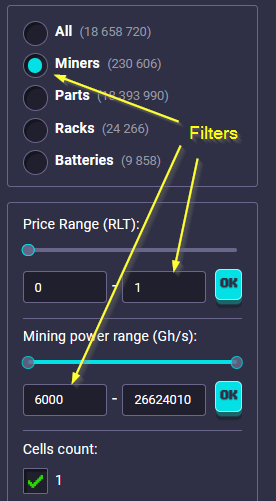 All (18 658 720)
Miners (230 606)
Parts (18 393 990)
Racks (24 266)
Filters
Batteries (9 858)
Price Range (RLT):
0 - 1 OK
Mining power range (Gh/s):
6000 - 26624010 OK
Cells count:
1